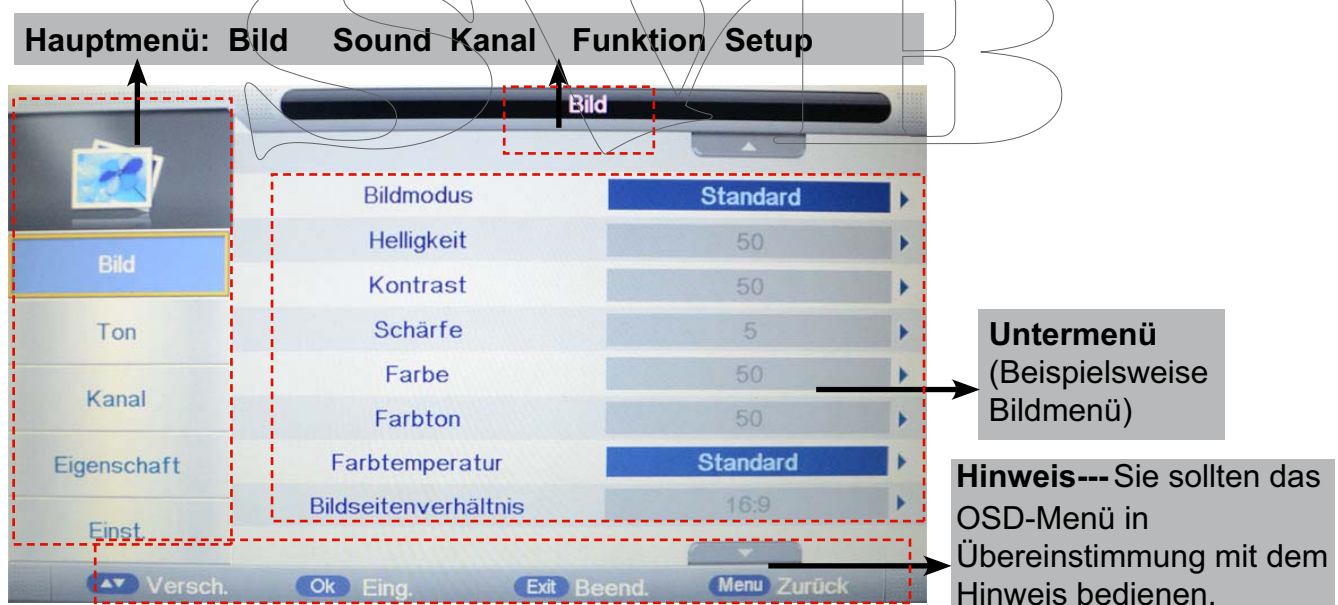 Hauptmenü: Bild Sound Kanal Funktion Setup
SVB
Bild
Bildmodus Standard
Helligkeit 50
Bild
Kontrast 50
Ton
Schärfe 5
Untermenü
(Beispielsweise
Bildmenü)
Farbe 50
Kanal
Farbton 50
Eigenschaft
Farbtemperatur Standard
Bildseitenverhältnis 16:9
Einst.
Hinweis--- Sie sollten das
OSD-Menü in
Übereinstimmung mit dem
Hinweis bedienen.
Versch. Ok Eing. Exit Beend. Menu Zurück